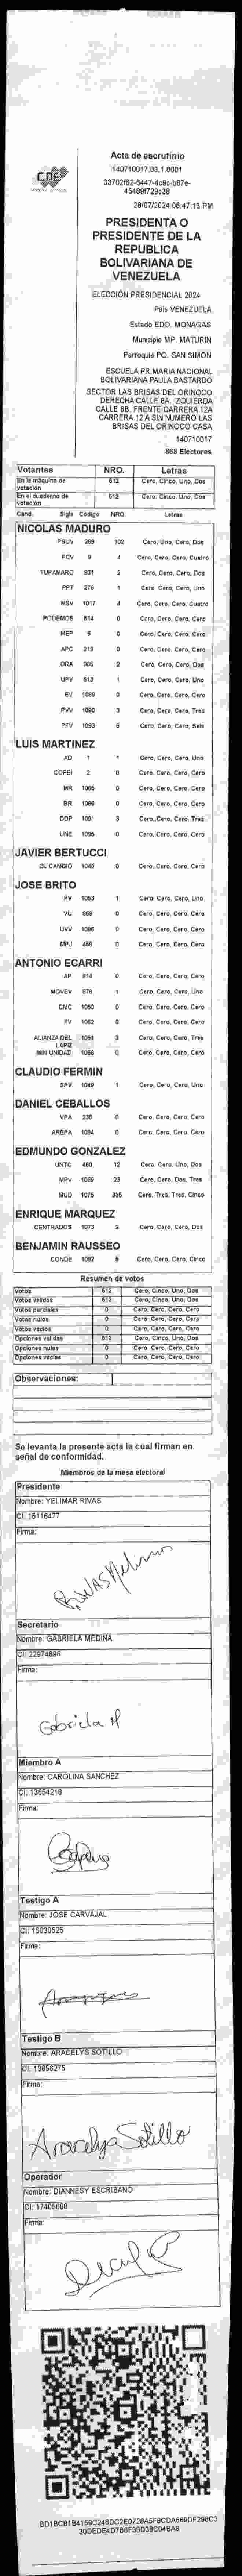 CNE
Acta de escrutinio
140710017.03.1.0001
33702f62-6447-4c8c-b87e-
45489f729c38
28/07/2024 06:47:13 PM
PRESIDENTA O
PRESIDENTE DE LA
REPUBLICA
BOLIVARIANA DE
VENEZUELA
ELECCIÓN PRESIDENCIAL 2024
País VENEZUELA
Estado EDO. MONAGAS
Municipio MP. MATURIN
Parroquia PQ. SAN SIMON
ESCUELA PRIMARIA NACIONAL
BOLIVARIANA PAULA BASTARDO
SECTOR LAS BRISAS DEL ORINOCO
DERECHA CALLE 8A. IZQUIERDA
CALLE 9B. FRENTE CARRERA 12A
CARRERA 12 A SIN NUMERO LAS
BRISAS DEL ORINOCO CASA
140710017
868 Electores
Votantes NRO. Letras
En la máquina de votación 512 Cero, Cinco, Uno, Dos
En el cuaderno de votación 512 Cero, Cinco, Uno, Dos
Cand. Sigla Código NRO. Letras
NICOLAS MADURO
PSUV 269 102 Cero, Uno, Cero, Dos
PCV 9 4 Cero, Cero, Cero, Cuatro
TUPAMARO 931 2 Cero, Cero, Cero, Dos
PPT 276 1 Cero, Cero, Cero, Uno
MSV 1017 4 Cero, Cero, Cero, Cuatro
PODEMOS 514 0 Cero, Cero, Cero, Cero
MEP 6 0 Cero, Cero, Cero, Cero
APC 219 0 Cero, Cero, Cero, Cero
ORA 906 2 Cero, Cero, Cero, Dos
UPV 513 1 Cero, Cero, Cero, Uno
EV 1089 0 Cero, Cero, Cero, Cero
PVV 1090 3 Cero, Cero, Cero, Tres
PFV 1093 6 Cero, Cero, Cero, Seis
LUIS MARTINEZ
AD 1 1 Cero, Cero, Cero, Uno
COPEI 2 0 Cero, Cero, Cero, Cero
MR 1065 0 Cero, Cero, Cero, Cero
BR 1066 0 Cero, Cero, Cero, Cero
DDP 1091 3 Cero, Cero, Cero, Tres
UNE 1095 0 Cero, Cero, Cero, Cero
JAVIER BERTUCCI
EL CAMBIO 1048 0 Cero, Cero, Cero, Cero
JOSE BRITO
PV 1053 1 Cero, Cero, Cero, Uno
VU 869 0 Cero, Cero, Cero, Cero
UVV 1096 0 Cero, Cero, Cero, Cero
MPJ 458 0 Cero, Cero, Cero, Cero
ANTONIO ECARRI
AP 814 0 Cero, Cero, Cero, Cero
MOVEV 878 1 Cero, Cero, Cero, Uno
CMC 1060 0 Cero, Cero, Cero, Cero
FV 1062 0 Cero, Cero, Cero, Cero
ALIANZA DEL LAPIZ 1061 3 Cero, Cero, Cero, Tres
MIN UNIDAD 1068 0 Cero, Cero, Cero, Cero
CLAUDIO FERMIN
SPV 1049 1 Cero, Cero, Cero, Uno
DANIEL CEBALLOS
VPA 238 0 Cero, Cero, Cero, Cero
AREPA 1094 0 Cero, Cero, Cero, Cero
EDMUNDO GONZALEZ
UNTC 460 12 Cero, Cero, Uno, Dos
MPV 1069 23 Cero, Cero, Dos, Tres
MUD 1075 335 Cero, Tres, Tres, Cinco
ENRIQUE MARQUEZ
CENTRADOS 1073 2 Cero, Cero, Cero, Dos
BENJAMIN RAUSSEO
CONDE 1092 5 Cero, Cero, Cero, Cinco
Resumen de votos
Votos 512 Cero, Cinco, Uno, Dos
Votos válidos 512 Cero, Cinco, Uno, Dos
Votos parciales 0 Cero, Cero, Cero, Cero
Votos nulos 0 Cero, Cero, Cero, Cero
Votos vacíos 0 Cero, Cero, Cero, Cero
Opciones válidas 512 Cero, Cinco, Uno, Dos
Opciones nulas 0 Cero, Cero, Cero, Cero
Opciones vacías 0 Cero, Cero, Cero, Cero
Observaciones:
Se levanta la presente acta la cual firman en
señal de conformidad.
Miembros de la mesa electoral
Presidente
Nombre: YELIMAR RIVAS
CI: 15116477
Firma:
Rivas Yelimar
Secretario
Nombre: GABRIELA MEDINA
CI: 22974896
Firma:
Gabriela M
Miembro A
Nombre: CAROLINA SANCHEZ
CI: 13654218
Firma:
Testigo A
Nombre: JOSE CARVAJAL
CI: 15030525
Firma:
Testigo B
Nombre: ARACELYS SOTILLO
CI: 13656275
Firma:
Aracelys Sotillo
Operador
Nombre: DIANNESY ESCRIBANO
CI: 17405698
Firma: